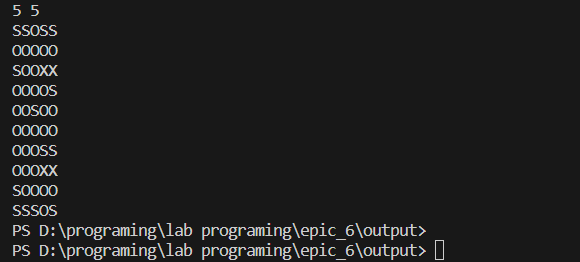 5 5
SSOSS
OOOOO
SOOXX
OOOOS
OOSOO
OOOOO
OOOSS
OOOXX
SOOOO
SSSOS
PS D:\programing\lab programing\epic_6\output>
PS D:\programing\lab programing\epic_6\output>